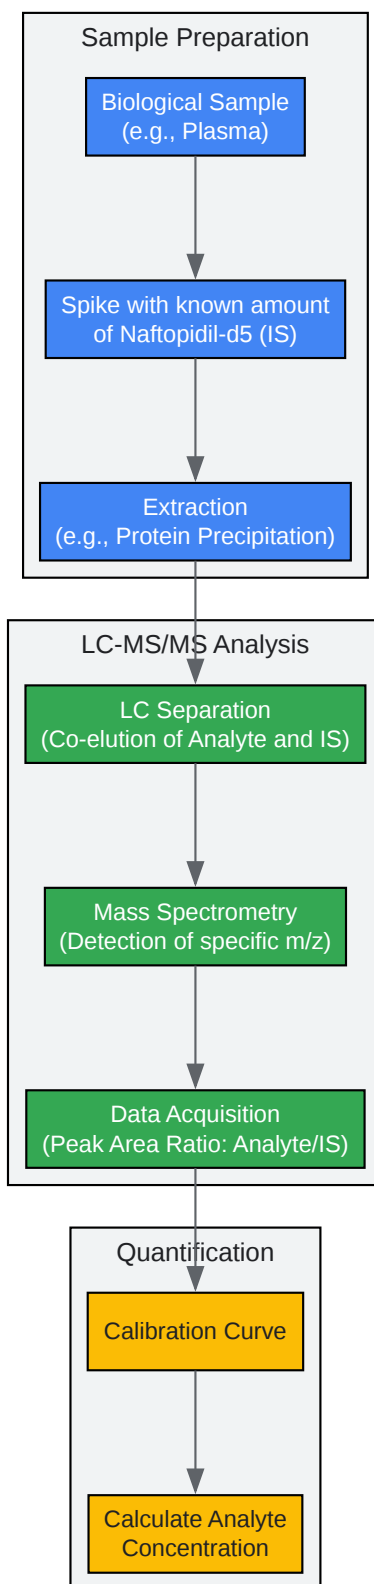 Sample Preparation
Biological Sample
(e.g., Plasma)
Spike with known amount
of Naftopidil-d5 (IS)
Extraction
(e.g., Protein Precipitation)
LC-MS/MS Analysis
LC Separation
(Co-elution of Analyte and IS)
Mass Spectrometry
(Detection of specific m/z)
Data Acquisition
(Peak Area Ratio: Analyte/IS)
Quantification
Calibration Curve
Calculate Analyte
Concentration